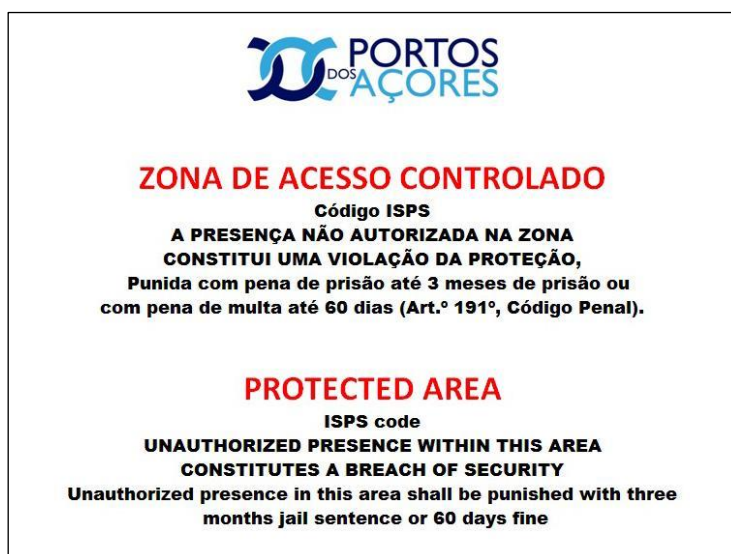 PORTOS
DOS AÇORES
ZONA DE ACESSO CONTROLADO
Código ISPS
A PRESENÇA NÃO AUTORIZADA NA ZONA
CONSTITUI UMA VIOLAÇÃO DA PROTEÇÃO,
Punida com pena de prisão até 3 meses de prisão ou
com pena de multa até 60 dias (Art.º 191º, Código Penal).
PROTECTED AREA
ISPS code
UNAUTHORIZED PRESENCE WITHIN THIS AREA
CONSTITUTES A BREACH OF SECURITY
Unauthorized presence in this area shall be punished with three
months jail sentence or 60 days fine